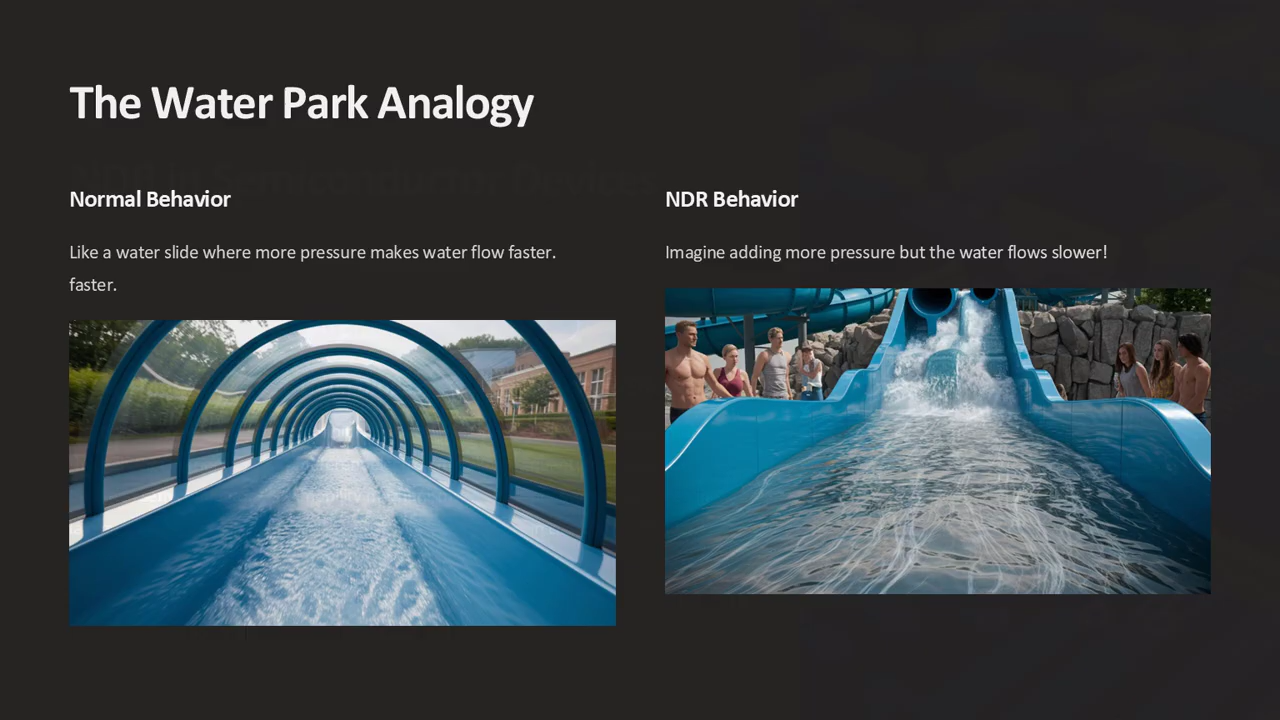 The Water Park Analogy
Normal Behavior
Like a water slide where more pressure makes water flow faster.
faster.
NDR Behavior
Imagine adding more pressure but the water flows slower!